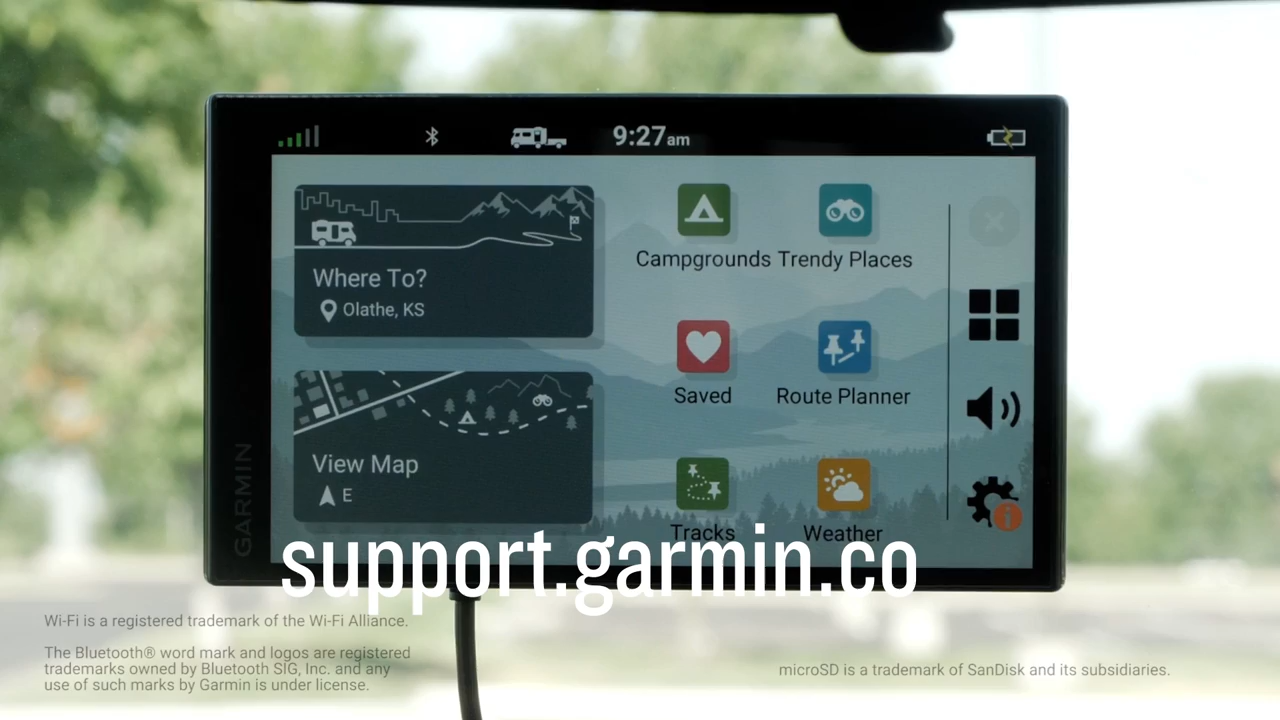 9:27am
Where To?
Olathe, KS
View Map
E
Campgrounds
Trendy Places
Saved
Route Planner
Tracks
Weather
GARMIN
support.garmin.co
Wi-Fi is a registered trademark of the Wi-Fi Alliance.
The Bluetooth® word mark and logos are registered
trademarks owned by Bluetooth SIG, Inc. and any
use of such marks by Garmin is under license.
microSD is a trademark of SanDisk and its subsidiaries.